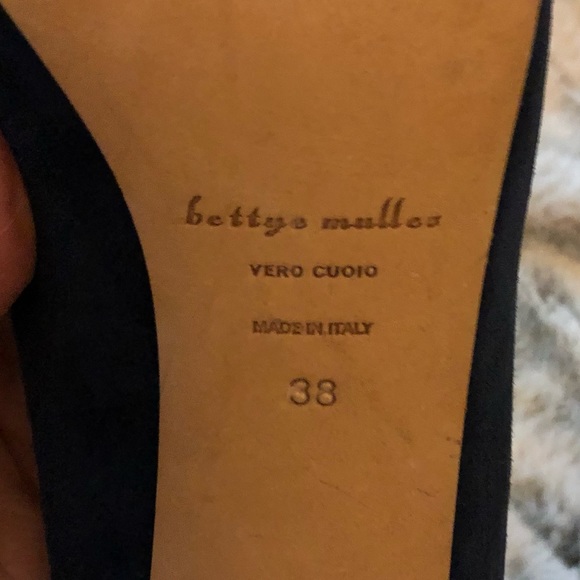 bettye muller
VERO CUOIO
MADE IN ITALY
38